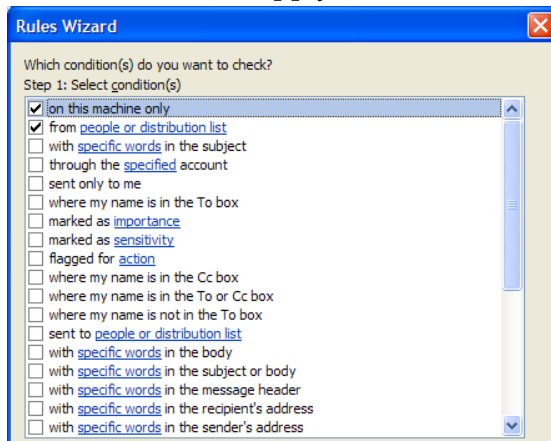 Rules Wizard
Which condition(s) do you want to check?
Step 1: Select condition(s)
on this machine only
from people or distribution list
with specific words in the subject
through the specified account
sent only to me
where my name is in the To box
marked as importance
marked as sensitivity
flagged for action
where my name is in the Cc box
where my name is in the To or Cc box
where my name is not in the To box
sent to people or distribution list
with specific words in the body
with specific words in the subject or body
with specific words in the message header
with specific words in the recipient's address
with specific words in the sender's address